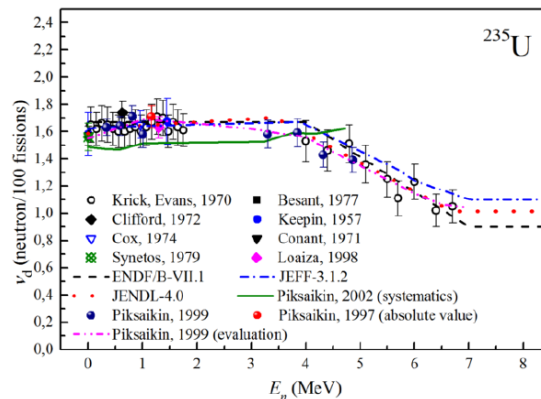 2,4
2,2
2,0
1,8
1,6
1,4
1,2
1,0
0,8
0,6
0,4
0,2
0,0
ν_d (neutron/100 fissions)
²³⁵U
Krick, Evans, 1970 Besant, 1977
Clifford, 1972 Keepin, 1957
Cox, 1974 Conant, 1971
Synetos, 1979 Loaiza, 1998
ENDF/B-VII.1 JEFF-3.1.2
JENDL-4.0 Piksaikin, 2002 (systematics)
Piksaikin, 1999 Piksaikin, 1997 (absolute value)
Piksaikin, 1999 (evaluation)
0 1 2 3 4 5 6 7 8
E_n (MeV)